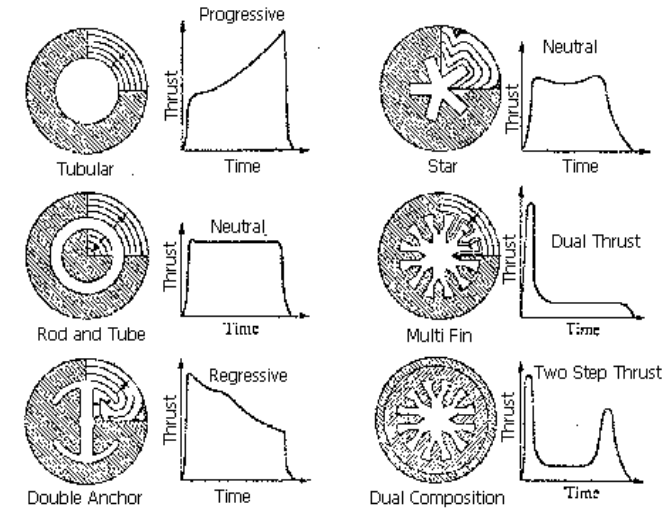 Progressive
Thrust
Time
Tubular
Neutral
Thrust
Time
Star
Neutral
Thrust
Time
Rod and Tube
Dual Thrust
Thrust
Time
Multi Fin
Regressive
Thrust
Time
Double Anchor
Two Step Thrust
Thrust
Time
Dual Composition